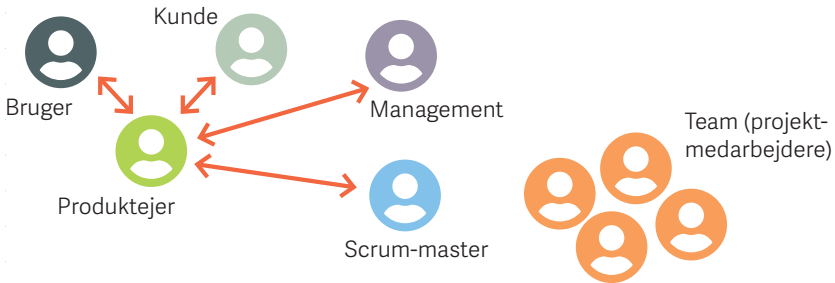 Kunde
Bruger
Management
Team (projekt-
medarbejdere)
Produktejer
Scrum-master